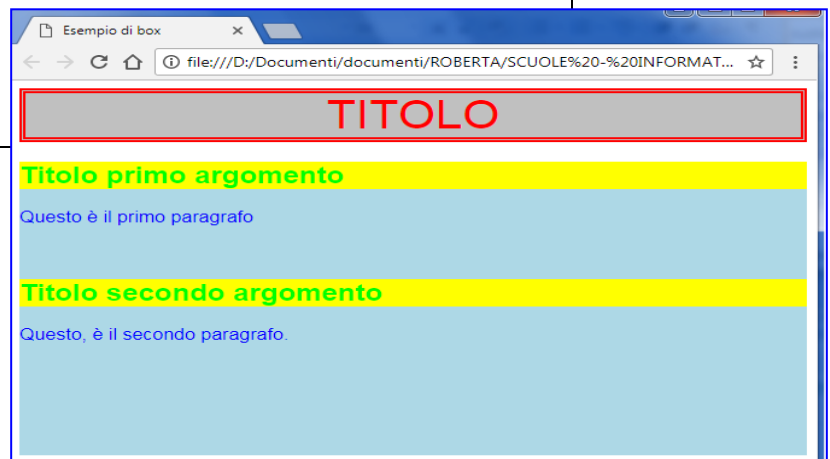 Esempio di box
file:///D:/Documenti/documenti/ROBERTA/SCUOLE%20-%20INFORMAT...
TITOLO
Titolo primo argomento
Questo è il primo paragrafo
Titolo secondo argomento
Questo, è il secondo paragrafo.